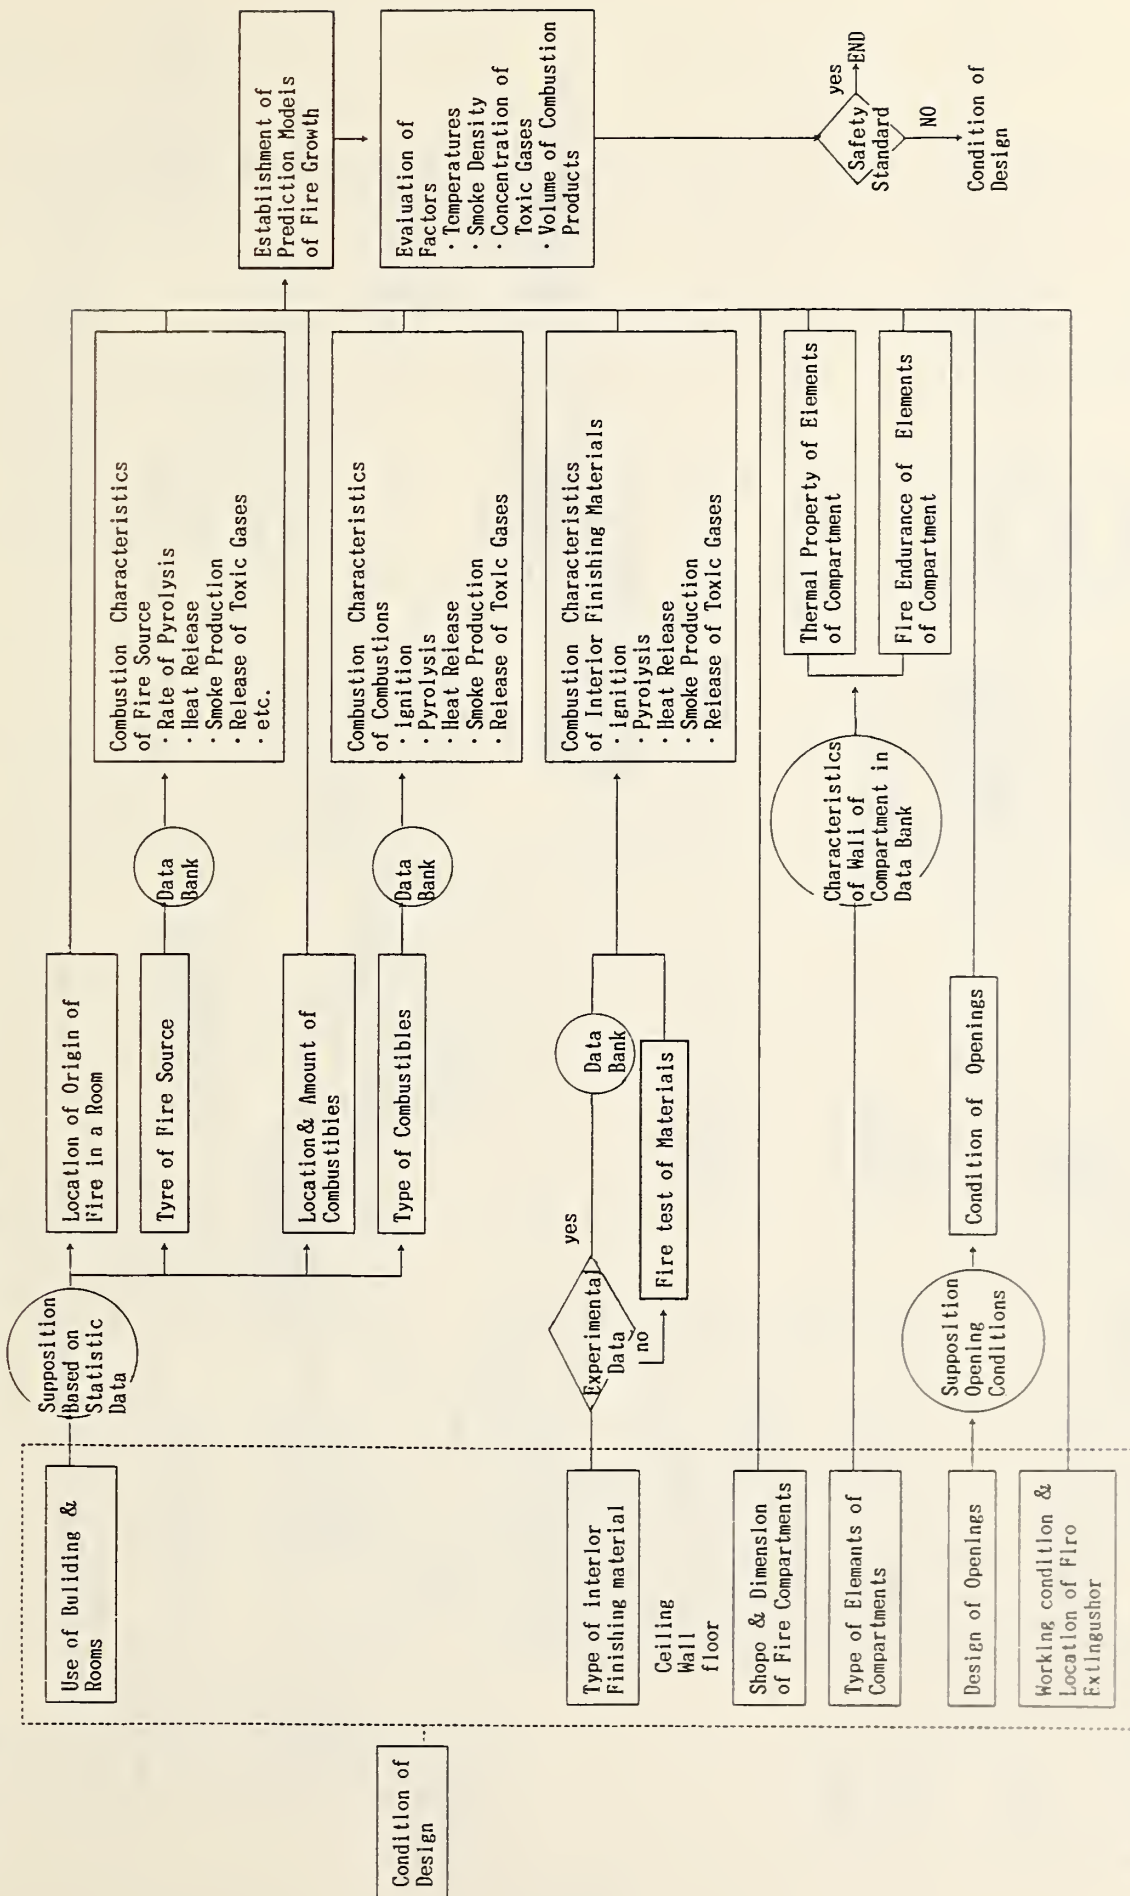 Condition of
Design
Use of Buliding &
Rooms
Type of interior
Finishing material
Ceiling
Wall
floor
Shopo & Dimension
of Fire Compartments
Type of Elemants of
Compartments
Design of Openings
Working condition &
Location of Firo
Extingushor
Supposition
Based on
Statistic
Data
Experimental
Data
yes
no
Supposition
Opening
Conditions
Location of Origin of
Fire in a Room
Tyre of Fire Source
Location& Amount of
Combustibies
Type of Combustibles
Data
Bank
Fire test of Materiais
Condition of Openings
Data
Bank
Data
Bank
Characteristics
of Wall of
Compartment in
Data Bank
Combustion Characteristics
of Fire Source
· Rate of Pyrolysis
· Heat Release
· Smoke Production
· Release of Toxic Gases
· etc.
Combustion Characteristics
of Combustions
· ignition
· Pyrolysis
· Heat Release
· Smoke Production
· Release of Toxic Gases
Combustion Characteristics
of Interior Finishing Materials
· ignition
· Pyrolysis
· Heat Release
· Smoke Production
· Reiease of Toxic Gases
Thermal Property of Eiements
of Compartment
Fire Endurance of Elements
of Compartment
Establishment of
Prediction Modeis
of Fire Growth
Evaiuation of
Factors
· Temperatures
· Smoke Density
· Concentration of
Toxic Gases
· Volume of Combustion
Products
Safety
Standard
yes
END
NO
Condition of
Design